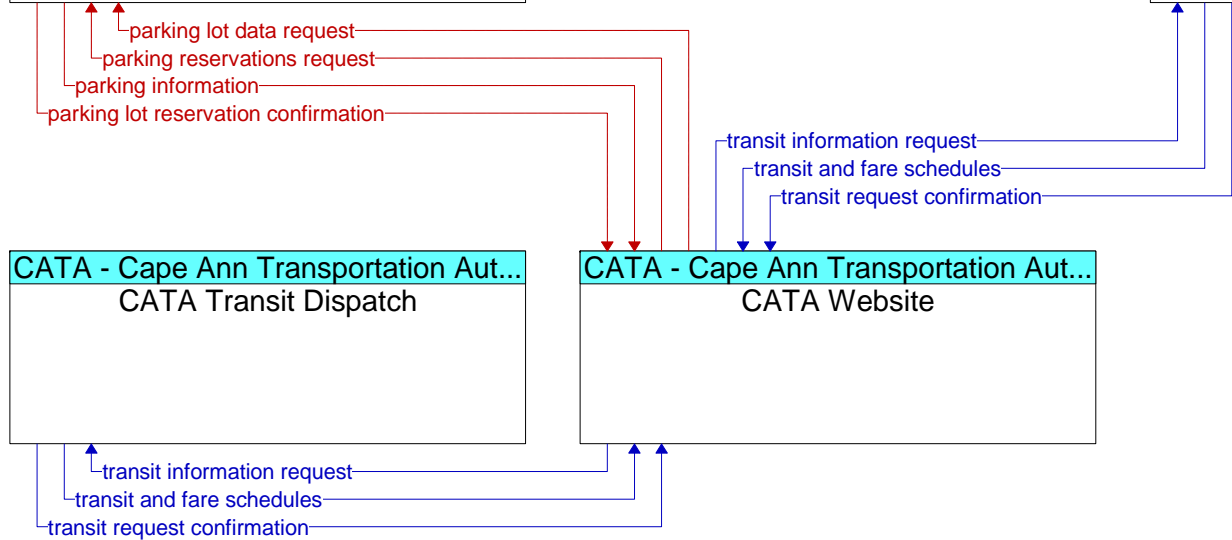 parking lot data request
parking reservations request
parking information
parking lot reservation confirmation
transit information request
transit and fare schedules
transit request confirmation
CATA - Cape Ann Transportation Aut...
CATA Transit Dispatch
CATA - Cape Ann Transportation Aut...
CATA Website
transit information request
transit and fare schedules
transit request confirmation